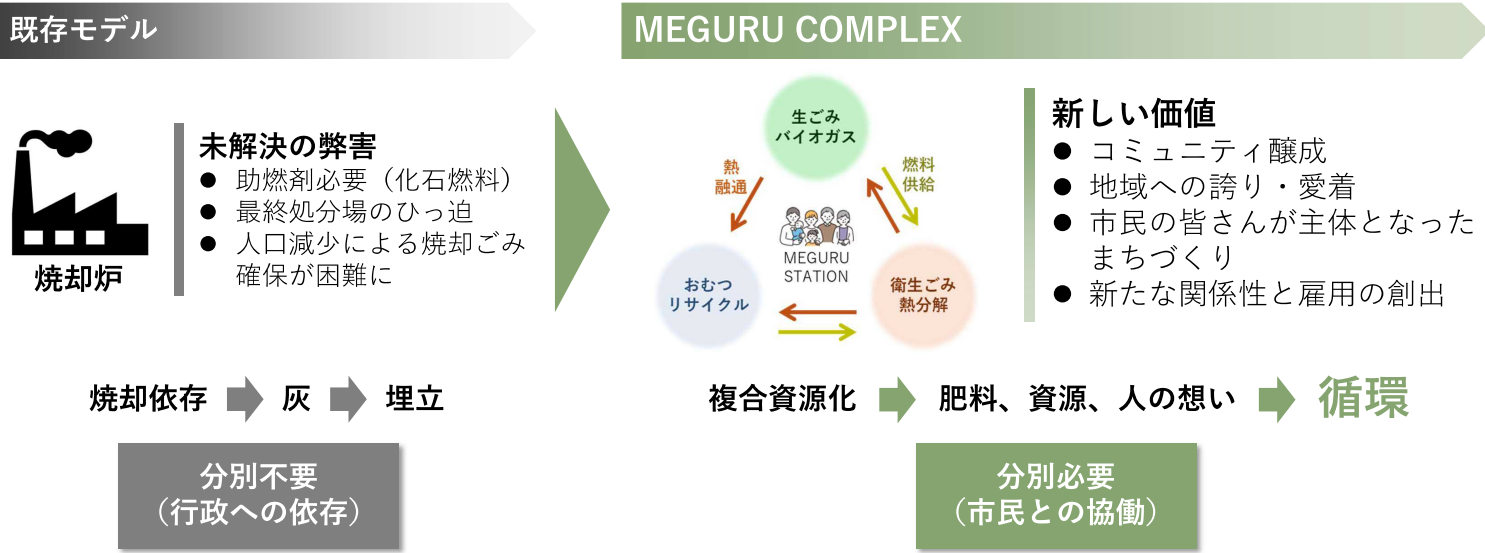 既存モデル
焼却炉
未解決の弊害
● 助燃剤必要（化石燃料）
● 最終処分場のひっ迫
● 人口減少による焼却ごみ
確保が困難に
焼却依存
灰
埋立
分別不要
（行政への依存）
MEGURU COMPLEX
生ごみ
バイオガス
熱
融通
燃料
供給
MEGURU
STATION
おむつ
リサイクル
衛生ごみ
熱分解
新しい価値
● コミュニティ醸成
● 地域への誇り・愛着
● 市民の皆さんが主体となった
まちづくり
● 新たな関係性と雇用の創出
複合資源化
肥料、資源、人の想い
循環
分別必要
（市民との協働）